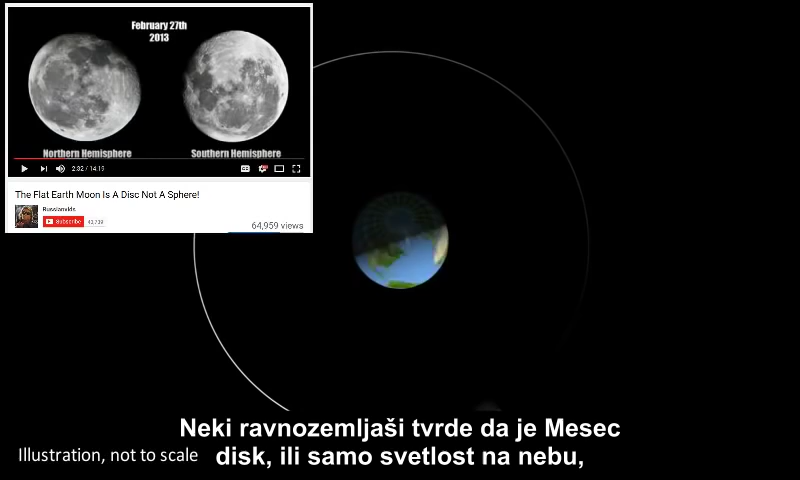 February 27th
2013
Northern Hemisphere
Southern Hemisphere
2:32 / 14:19
The Flat Earth Moon Is A Disc Not A Sphere!
Russianvids
Subscribe
64,959 views
Neki ravnozemljaši tvrde da je Mesec
disk, ili samo svetlost na nebu,
Illustration, not to scale